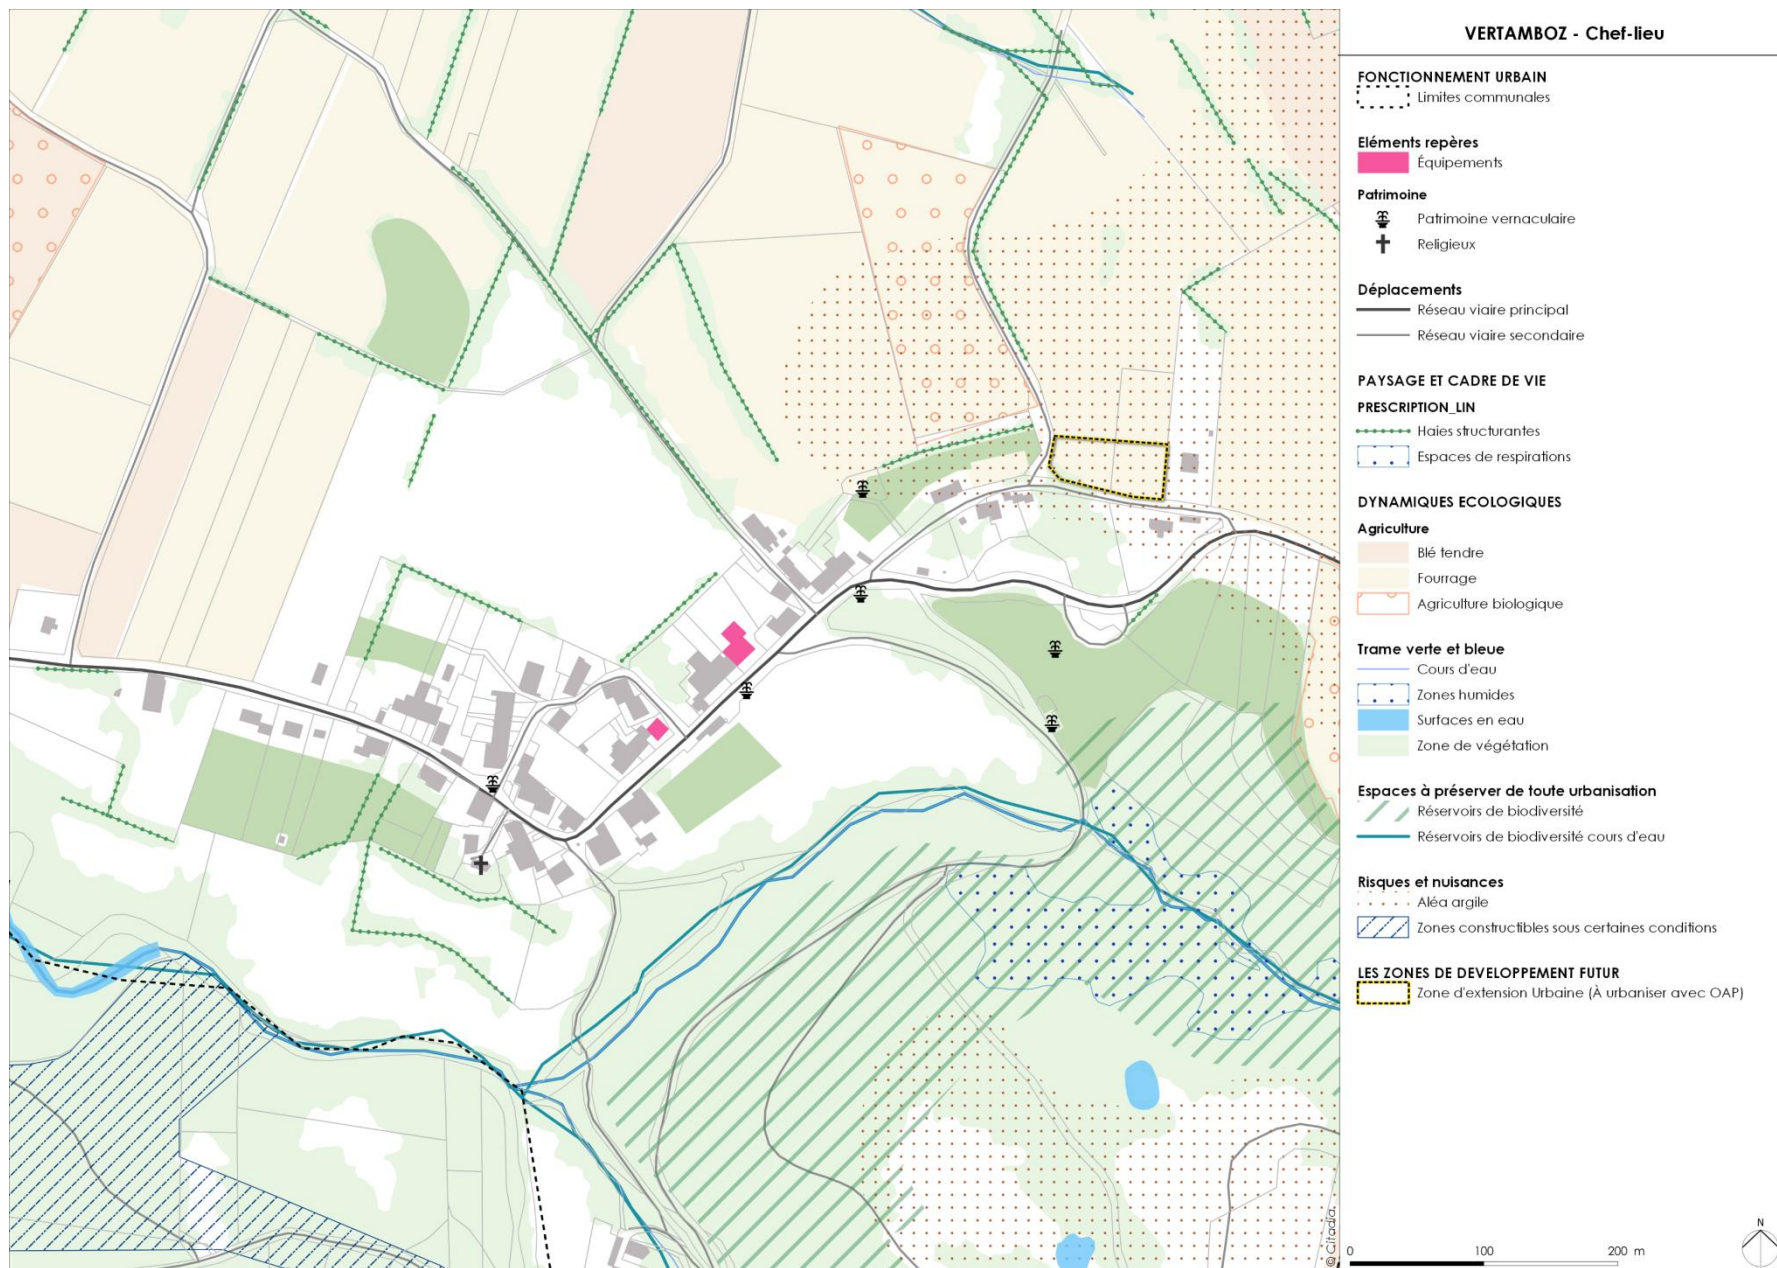 VERTAMBOZ - Chef-lieu
FONCTIONNEMENT URBAIN
Limites communales
Eléments repères
Équipements
Patrimoine
Patrimoine vernaculaire
Religieux
Déplacements
Réseau viaire principal
Réseau viaire secondaire
PAYSAGE ET CADRE DE VIE
PRESCRIPTION_LIN
Haies structurantes
Espaces de respirations
DYNAMIQUES ECOLOGIQUES
Agriculture
Blé tendre
Fourrage
Agriculture biologique
Trame verte et bleue
Cours d'eau
Zones humides
Surfaces en eau
Zone de végétation
Espaces à préserver de toute urbanisation
Réservoirs de biodiversité
Réservoirs de biodiversité cours d'eau
Risques et nuisances
Aléa argile
Zones constructibles sous certaines conditions
LES ZONES DE DEVELOPPEMENT FUTUR
Zone d'extension Urbaine (À urbaniser avec OAP)
© Citadia
N
0 100 200 m